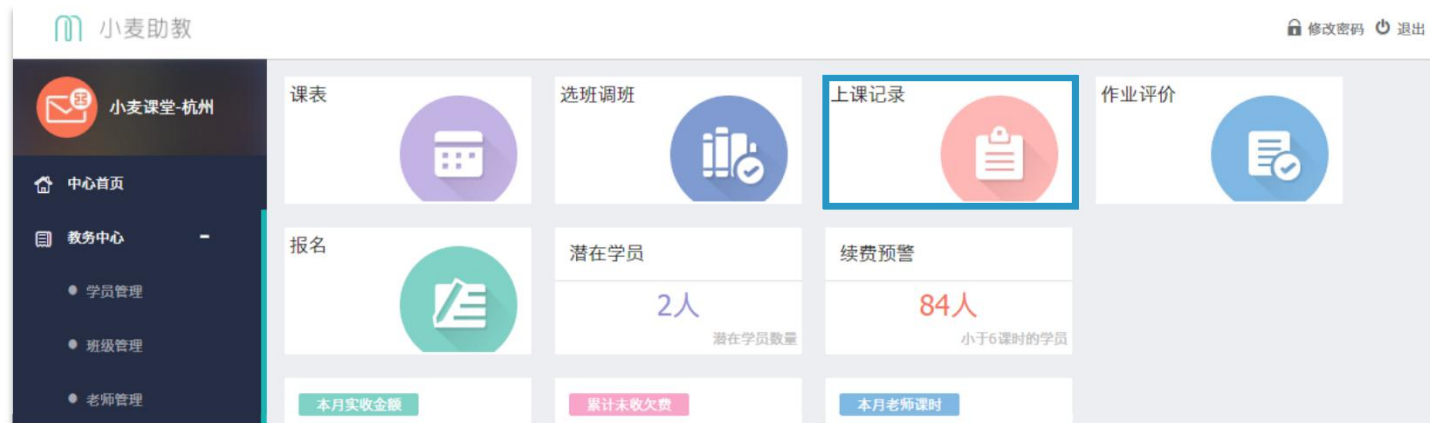 小麦助教
修改密码 退出
小麦课堂-杭州
中心首页
教务中心
学员管理
班级管理
老师管理
课表
选班调班
上课记录
作业评价
报名
潜在学员
2人
潜在学员数量
续费预警
84人
小于6课时的学员
本月实收金额
累计未收欠费
本月老师课时